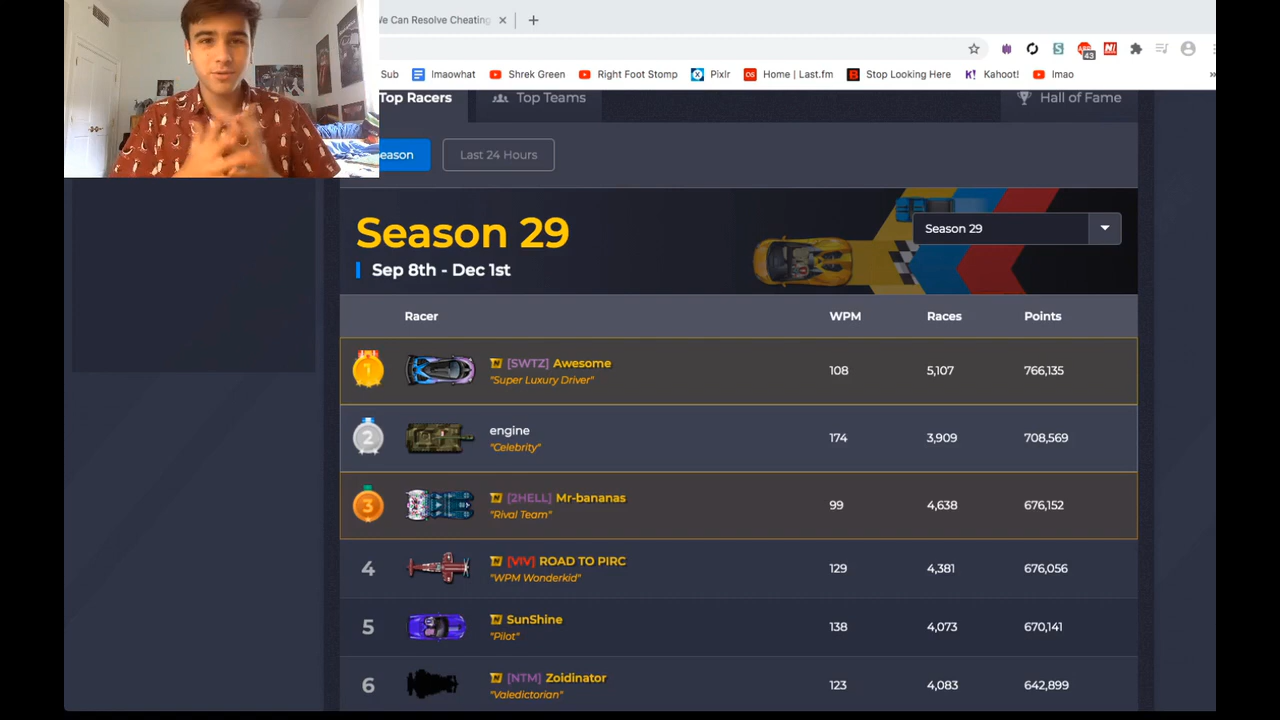 We Can Resolve Cheating
43
Sub
lmaowhat
Shrek Green
Right Foot Stomp
Pixlr
Home | Last.fm
Stop Looking Here
Kahoot!
lmao
»
Top Racers
Top Teams
Hall of Fame
eason
Last 24 Hours
Season 29
Sep 8th - Dec 1st
Season 29
Racer WPM Races Points
1 [SWTZ] Awesome 108 5,107 766,135
"Super Luxury Driver"
2 engine 174 3,909 708,569
"Celebrity"
3 [2HELL] Mr-bananas 99 4,638 676,152
"Rival Team"
4 [VIV] ROAD TO PIRC 129 4,381 676,056
"WPM Wonderkid"
5 SunShine 138 4,073 670,141
"Pilot"
6 [NTM] Zoidinator 123 4,083 642,899
"Valedictorian"